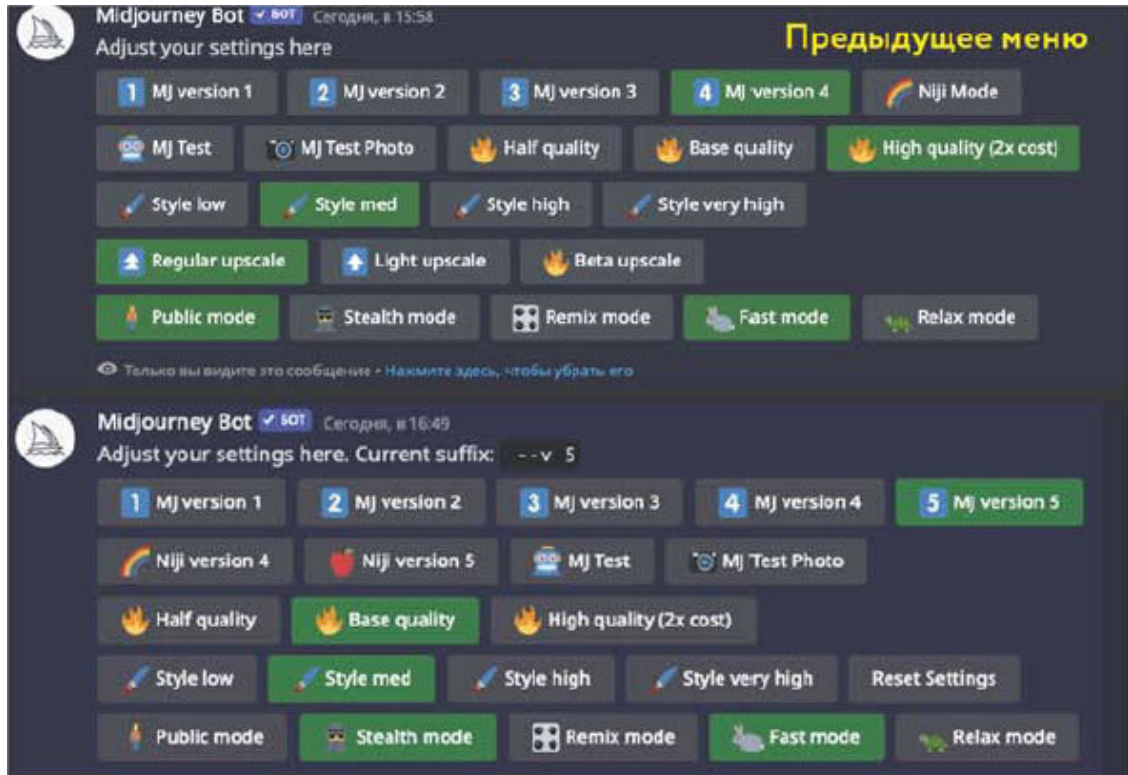 Midjourney Bot ✓ БОТ Сегодня, в 15:58
Adjust your settings here
Предыдущее меню
1 MJ version 1 2 MJ version 2 3 MJ version 3 4 MJ version 4 Niji Mode
MJ Test MJ Test Photo Half quality Base quality High quality (2x cost)
Style low Style med Style high Style very high
Regular upscale Light upscale Beta upscale
Public mode Stealth mode Remix mode Fast mode Relax mode
Только вы видите это сообщение • Нажмите здесь, чтобы убрать его
Midjourney Bot ✓ БОТ Сегодня, в 16:49
Adjust your settings here. Current suffix: --v 5
1 MJ version 1 2 MJ version 2 3 MJ version 3 4 MJ version 4 5 MJ version 5
Niji version 4 Niji version 5 MJ Test MJ Test Photo
Half quality Base quality High quality (2x cost)
Style low Style med Style high Style very high Reset Settings
Public mode Stealth mode Remix mode Fast mode Relax mode